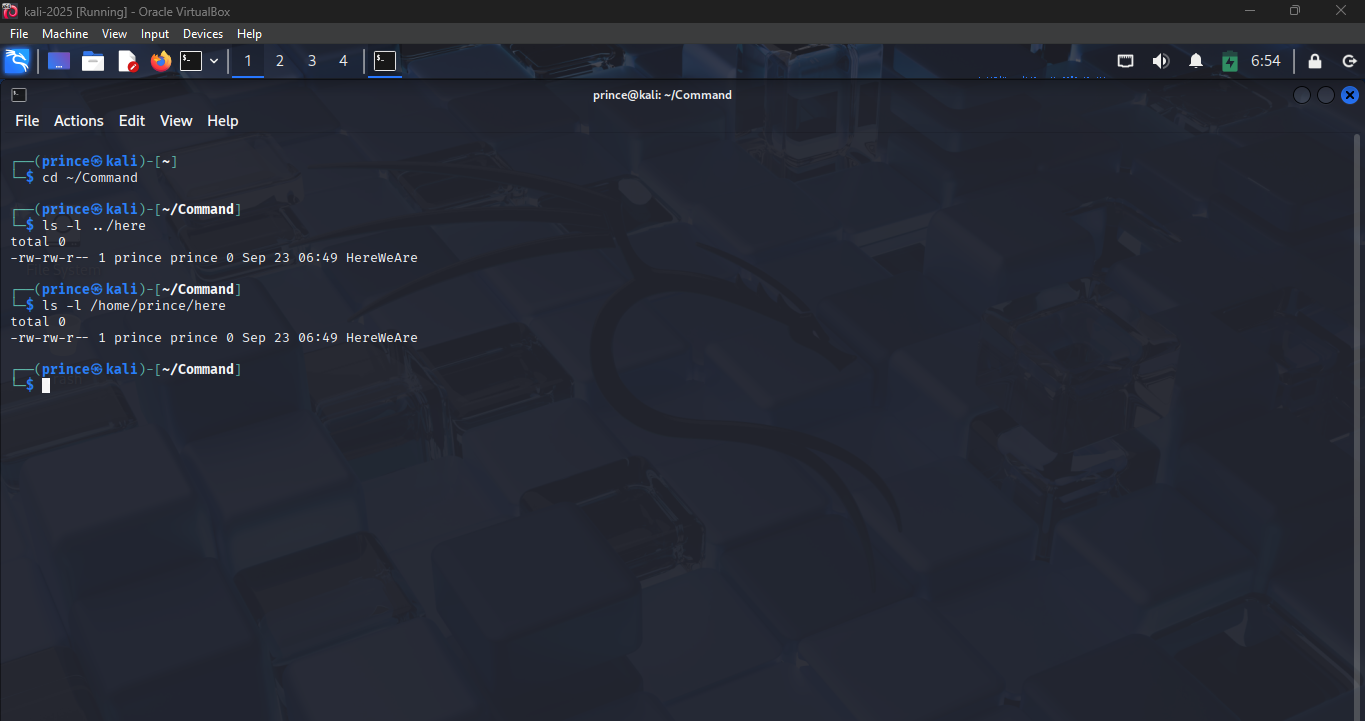 kali-2025 [Running] - Oracle VirtualBox
File Machine View Input Devices Help
1 2 3 4 6:54
prince@kali: ~/Command
File Actions Edit View Help
┌──(prince㉿kali)-[~]
└─$ cd ~/Command
┌──(prince㉿kali)-[~/Command]
└─$ ls -l ../here
total 0
-rw-rw-r-- 1 prince prince 0 Sep 23 06:49 HereWeAre
┌──(prince㉿kali)-[~/Command]
└─$ ls -l /home/prince/here
total 0
-rw-rw-r-- 1 prince prince 0 Sep 23 06:49 HereWeAre
┌──(prince㉿kali)-[~/Command]
└─$